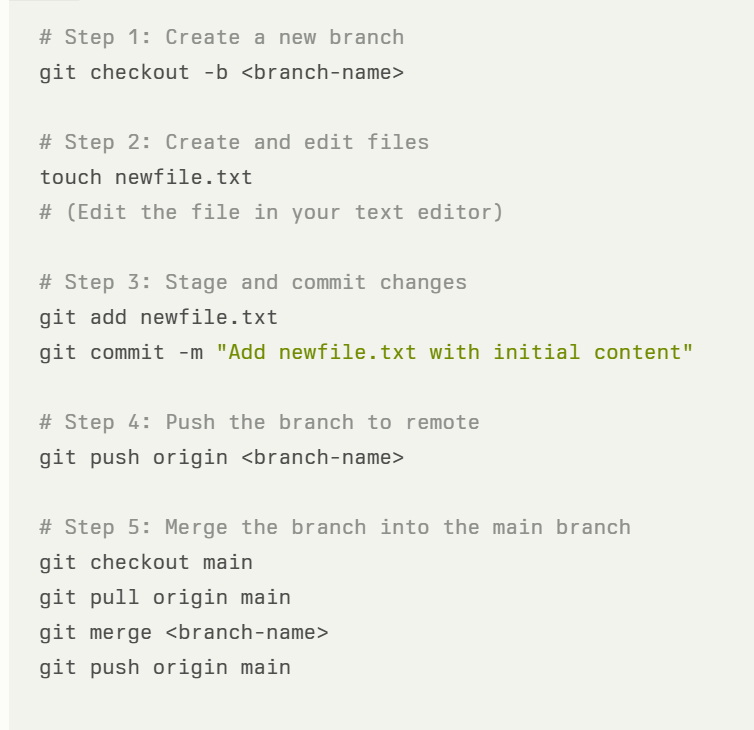 # Step 1: Create a new branch
git checkout -b <branch-name>
# Step 2: Create and edit files
touch newfile.txt
# (Edit the file in your text editor)
# Step 3: Stage and commit changes
git add newfile.txt
git commit -m "Add newfile.txt with initial content"
# Step 4: Push the branch to remote
git push origin <branch-name>
# Step 5: Merge the branch into the main branch
git checkout main
git pull origin main
git merge <branch-name>
git push origin main